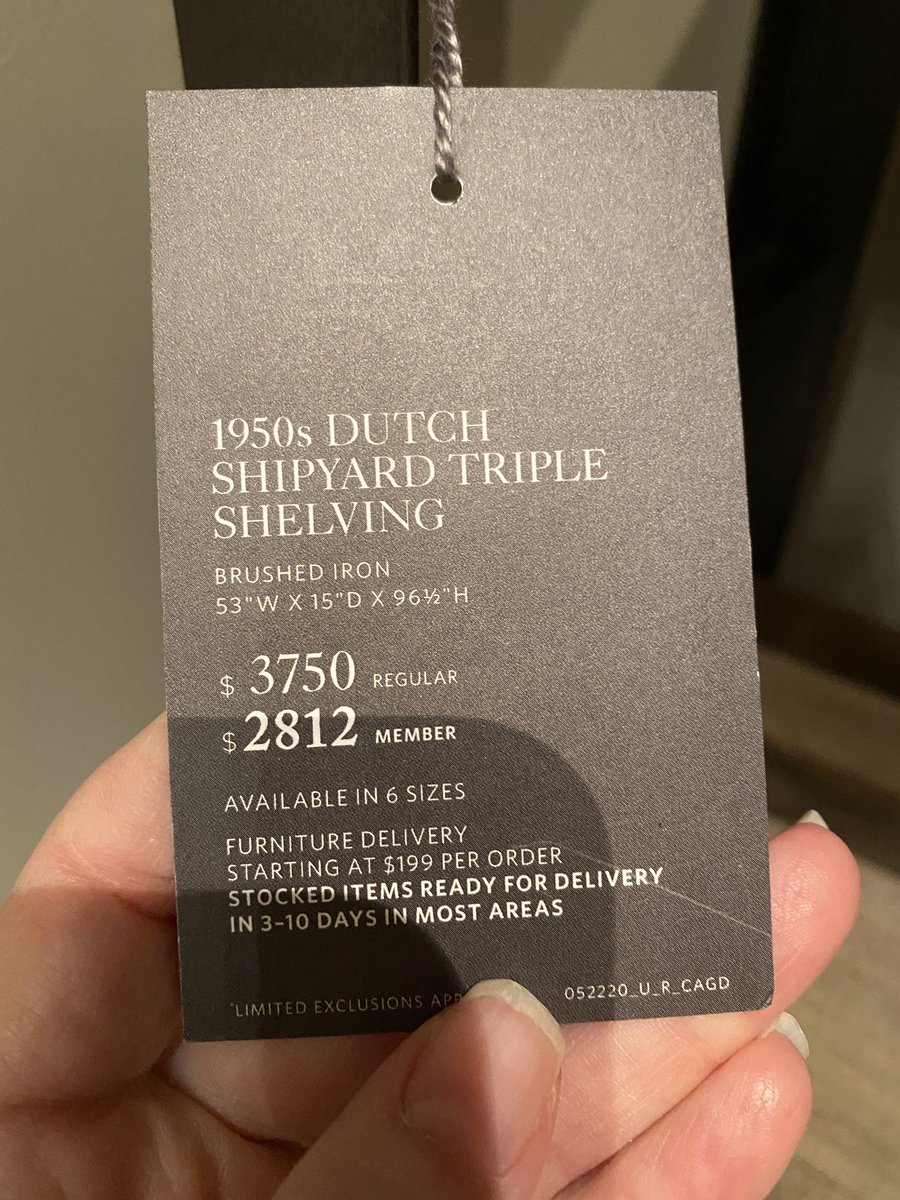 1950s DUTCH
SHIPYARD TRIPLE
SHELVING
BRUSHED IRON
53"W X 15"D X 96½"H
$ 3750 REGULAR
$ 2812 MEMBER
AVAILABLE IN 6 SIZES
FURNITURE DELIVERY
STARTING AT $199 PER ORDER
STOCKED ITEMS READY FOR DELIVERY
IN 3–10 DAYS IN MOST AREAS
*LIMITED EXCLUSIONS
052220_U_R_CAGD